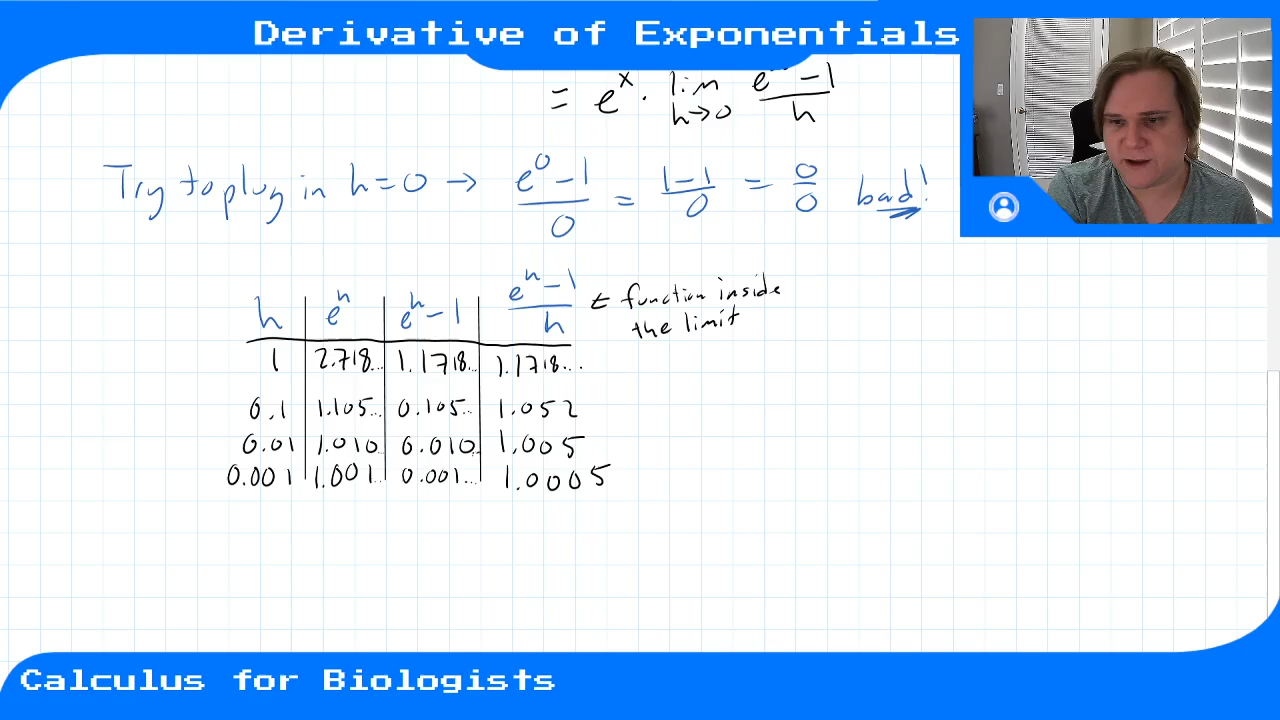 Derivative of Exponentials
= e^x · lim h→0 (e^h − 1)/h
Try to plug in h=0 → (e^0 − 1)/0 = (1−1)/0 = 0/0 bad!
h | e^h | e^h − 1 | (e^h − 1)/h ← function inside
the limit
1 | 2.718... | 1.1718... | 1.1718...
0.1 | 1.105... | 0.105... | 1.052
0.01 | 1.010... | 0.010... | 1.005
0.001 | 1.001... | 0.001... | 1.0005
Calculus for Biologists